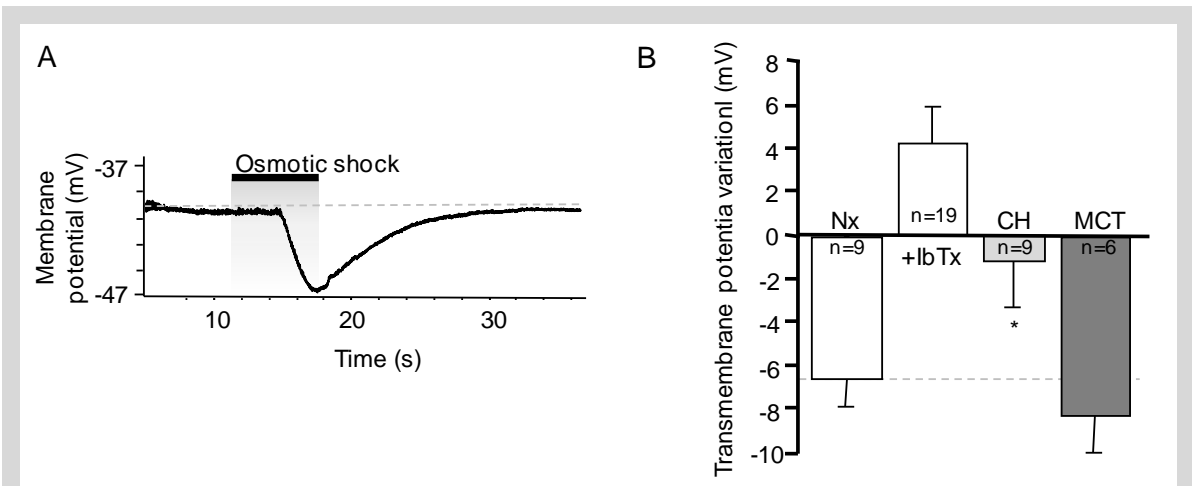 A
Membrane
potential (mV)
-37
-47
Osmotic shock
10 20 30
Time (s)
B
Transmembrane potentia variationl (mV)
8
6
4
2
0
-2
-4
-6
-8
-10
Nx
n=9
n=19
+IbTx
CH
n=9
*
MCT
n=6